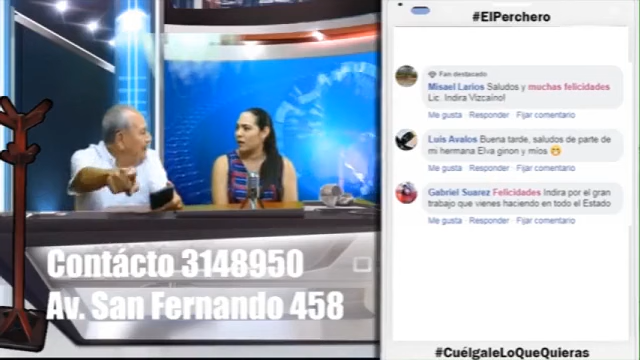 #ElPerchero
Fan destacado
Misael Larios Saludos y muchas felicidades
Lic. Indira Vizcaíno!
Me gusta · Responder · Fijar comentario
Luis Avalos Buena tarde, saludos de parte de
mi hermana Elva ginon y míos 😁
Me gusta · Responder · Fijar comentario
Gabriel Suarez Felicidades Indira por el gran
trabajo que vienes haciendo en todo el Estado
Me gusta · Responder · Fijar comentario
Contácto 3148950
Av. San Fernando 458
#CuélgaleLoQueQuieras